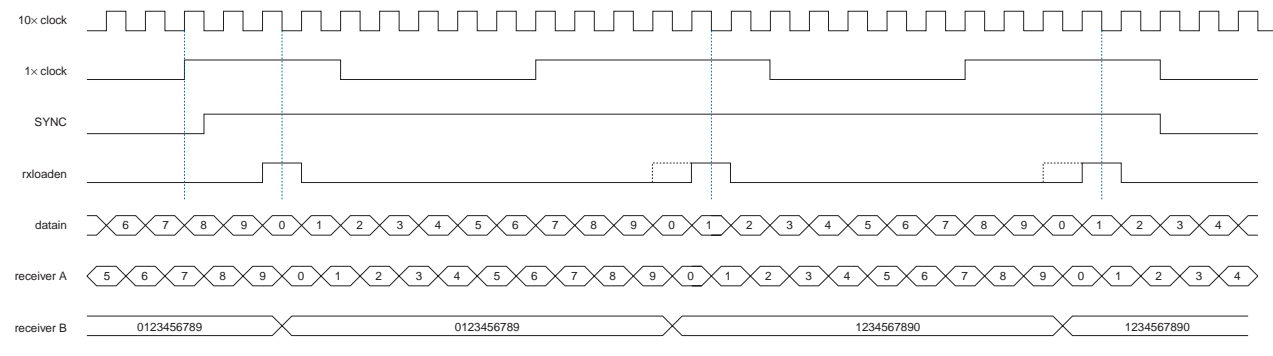 10× clock
1× clock
SYNC
rxloaden
datain 6 7 8 9 0 1 2 3 4 5 6 7 8 9 0 1 2 3 4 5 6 7 8 9 0 1 2 3 4
receiver A 5 6 7 8 9 0 1 2 3 4 5 6 7 8 9 0 1 2 3 4 5 6 7 8 9 0 1 2 3 4
receiver B 0123456789 0123456789 1234567890 1234567890